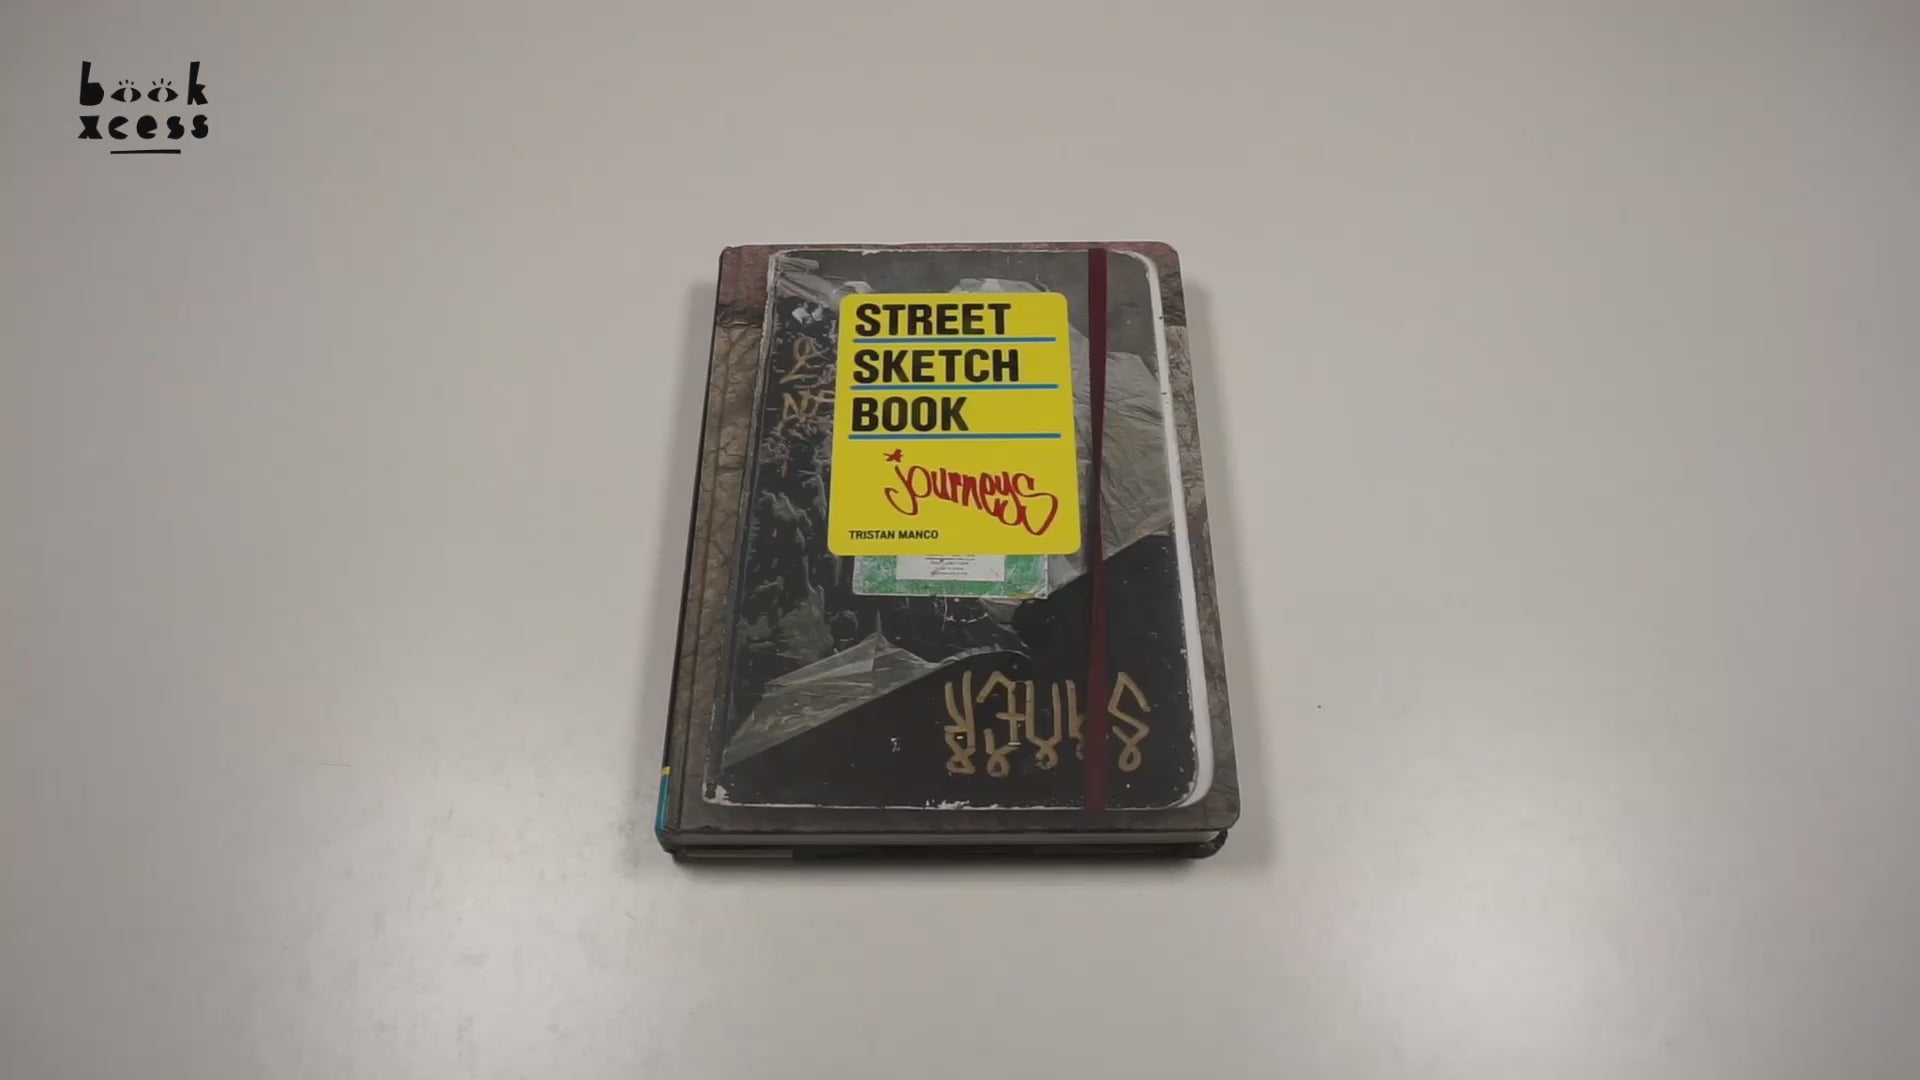 book
xcess
STREET
SKETCH
BOOK
journeys
TRISTAN MANCO